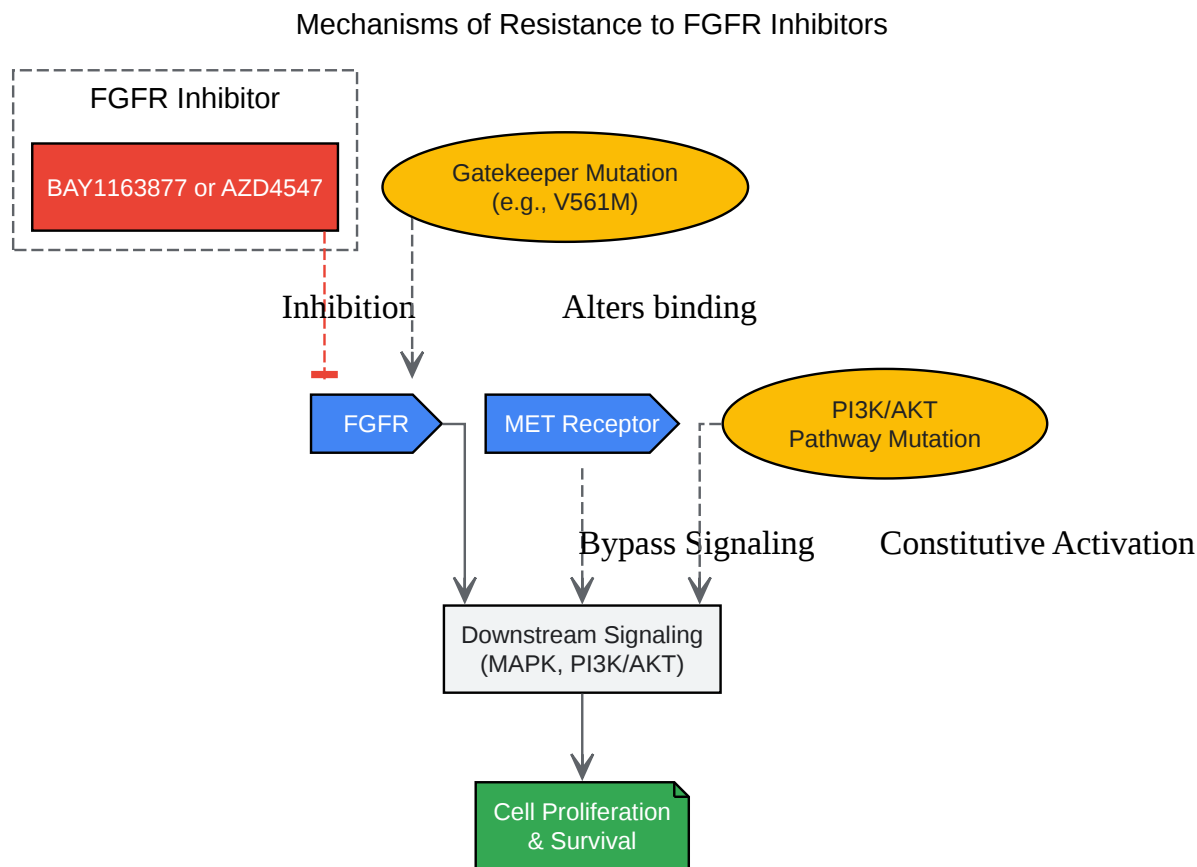 Mechanisms of Resistance to FGFR Inhibitors
FGFR Inhibitor
BAY1163877 or AZD4547
Gatekeeper Mutation
(e.g., V561M)
Inhibition
Alters binding
FGFR
MET Receptor
PI3K/AKT
Pathway Mutation
Bypass Signaling
Constitutive Activation
Downstream Signaling
(MAPK, PI3K/AKT)
Cell Proliferation
& Survival